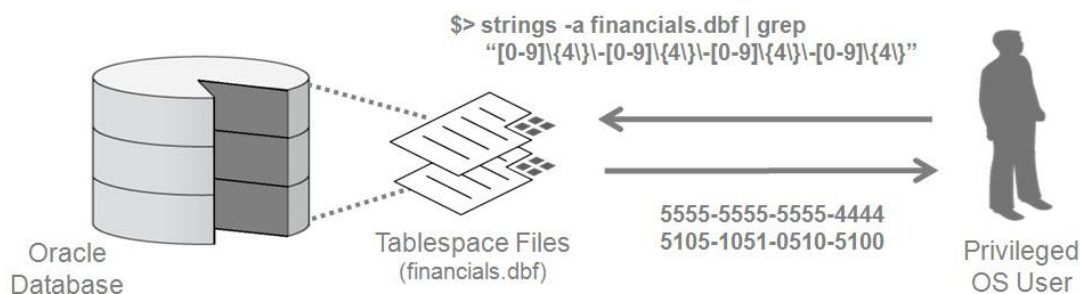 $> strings -a financials.dbf | grep
“[0-9]\{4\}\-[0-9]\{4\}\-[0-9]\{4\}\-[0-9]\{4\}”
5555-5555-5555-4444
5105-1051-0510-5100
Oracle
Database
Tablespace Files
(financials.dbf)
Privileged
OS User